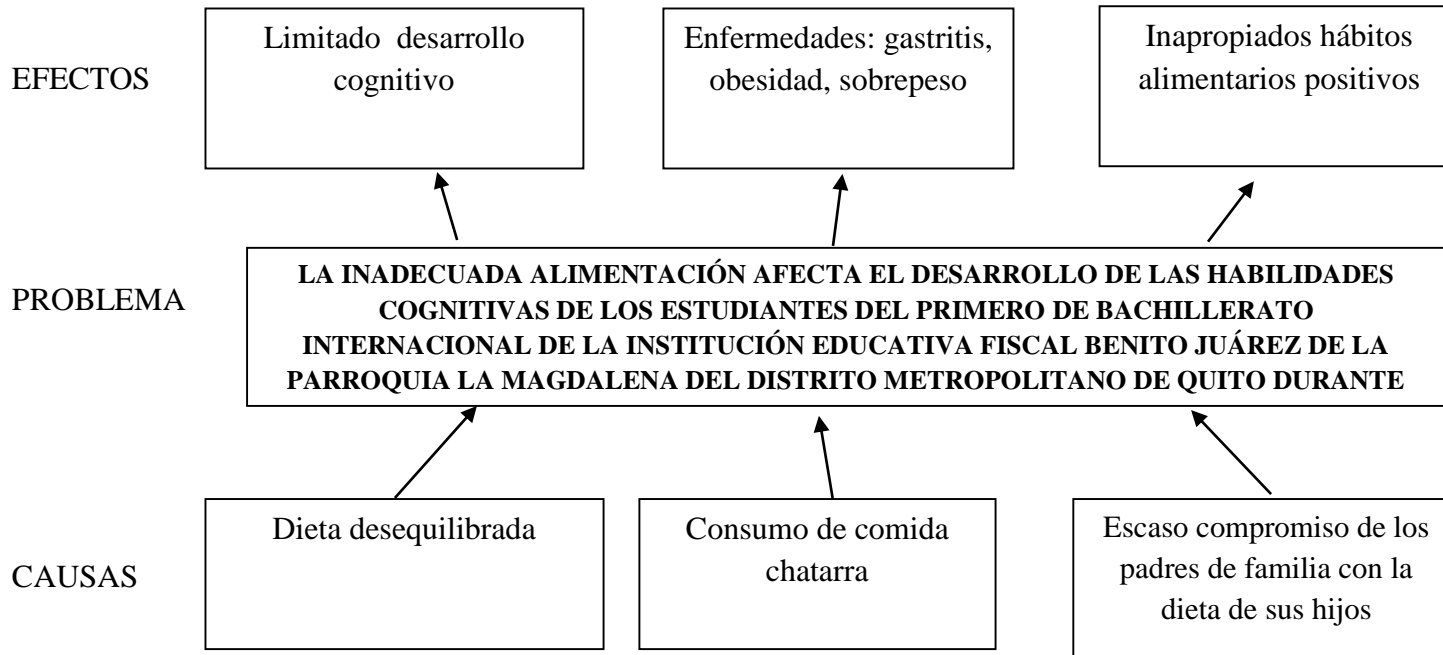 EFECTOS
Limitado desarrollo
cognitivo
Enfermedades: gastritis,
obesidad, sobrepeso
Inapropiados hábitos
alimentarios positivos
PROBLEMA
LA INADECUADA ALIMENTACIÓN AFECTA EL DESARROLLO DE LAS HABILIDADES
COGNITIVAS DE LOS ESTUDIANTES DEL PRIMERO DE BACHILLERATO
INTERNACIONAL DE LA INSTITUCIÓN EDUCATIVA FISCAL BENITO JUÁREZ DE LA
PARROQUIA LA MAGDALENA DEL DISTRITO METROPOLITANO DE QUITO DURANTE
CAUSAS
Dieta desequilibrada
Consumo de comida
chatarra
Escaso compromiso de los
padres de familia con la
dieta de sus hijos